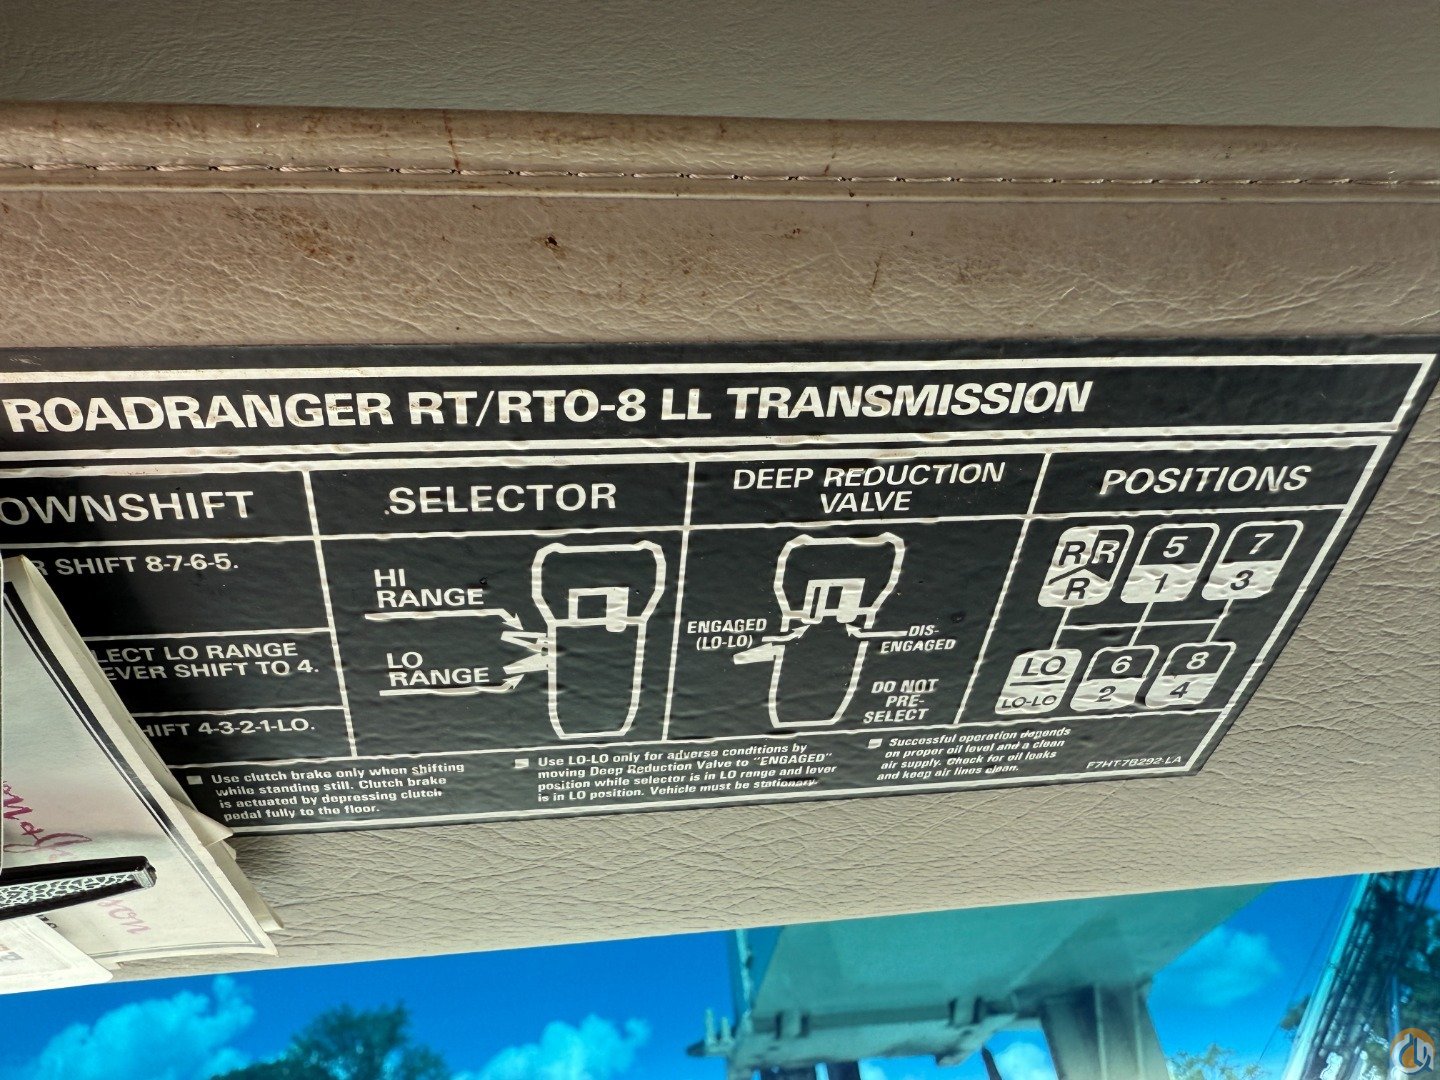 ROADRANGER RT/RTO-8 LL TRANSMISSION
OWNSHIFT
R SHIFT 8-7-6-5.
LECT LO RANGE
EVER SHIFT TO 4.
HIFT 4-3-2-1-LO.
SELECTOR
HI
RANGE
LO
RANGE
DEEP REDUCTION
VALVE
ENGAGED
(LO-LO)
DIS-
ENGAGED
DO NOT
PRE-
SELECT
POSITIONS
R R 5 7
R 1 3
LO 6 8
LO-LO 2 4
Use clutch brake only when shifting
while standing still. Clutch brake
is actuated by depressing clutch
pedal fully to the floor.
Use LO-LO only for adverse conditions by
moving Deep Reduction Valve to "ENGAGED"
position while selector is in LO range and lever
is in LO position. Vehicle must be stationary.
Successful operation depends
on proper oil level and a clean
air supply. Check for oil leaks
and keep air lines clean.
F7HT7B292-LA